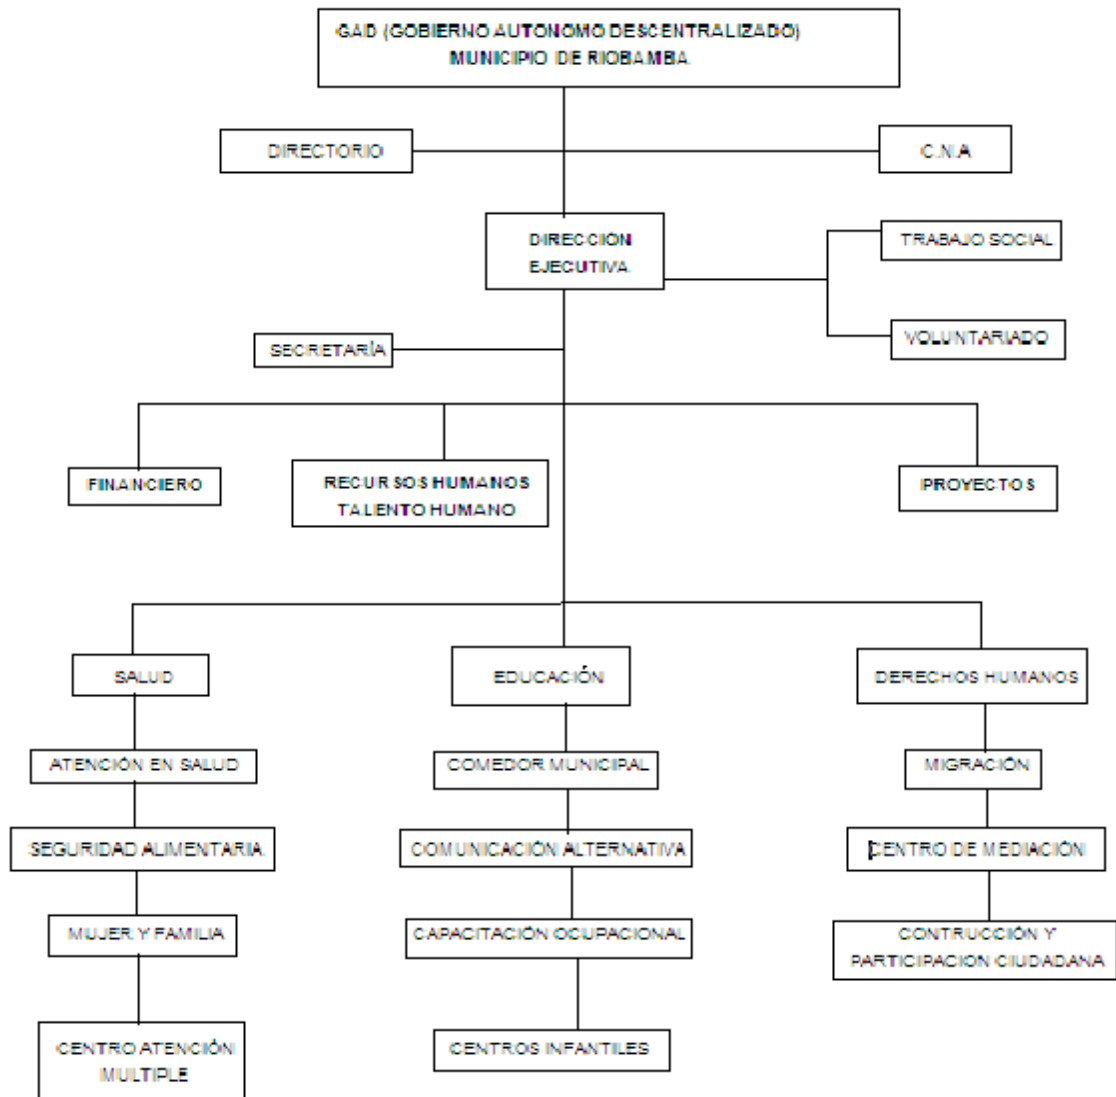 GAD (GOBIERNO AUTONOMO DESCENTRALIZADO)
MUNICIPIO DE RIOBAMBA
DIRECTORIO
C.N.A
DIRECCIÓN
EJECUTIVA
TRABAJO SOCIAL
VOLUNTARIADO
SECRETARÍA
FINANCIERO
RECURSOS HUMANOS
TALENTO HUMANO
PROYECTOS
SALUD
EDUCACIÓN
DERECHOS HUMANOS
ATENCIÓN EN SALUD
COMEDOR MUNICIPAL
MIGRACIÓN
SEGURIDAD ALIMENTARIA
COMUNICACIÓN ALTERNATIVA
CENTRO DE MEDIACIÓN
MUJER Y FAMILIA
CAPACITACIÓN OCUPACIONAL
CONTRUCCIÓN Y
PARTICIPACION CIUDADANA
CENTRO ATENCIÓN
MULTIPLE
CENTROS INFANTILES